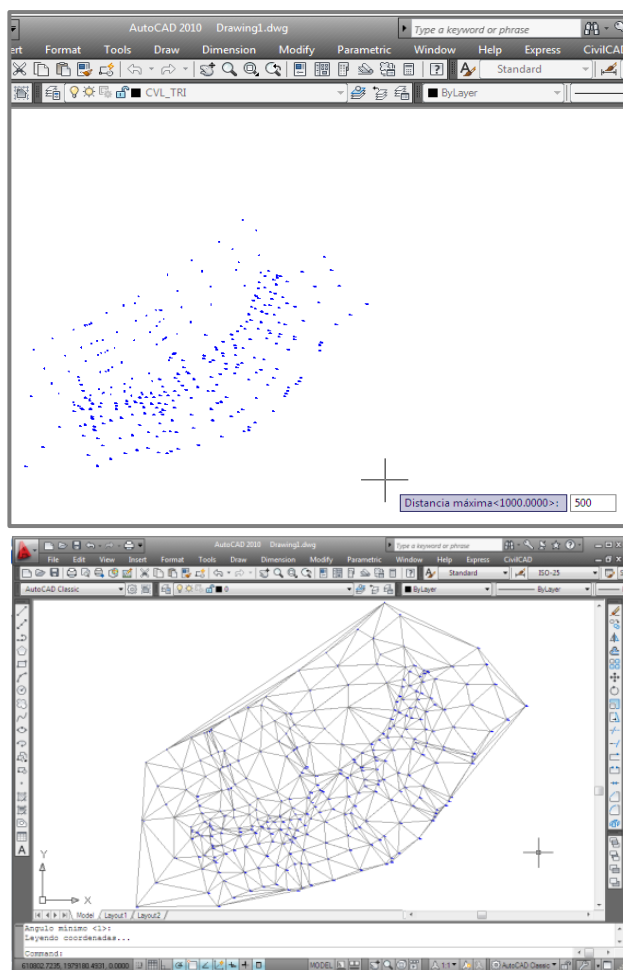 AutoCAD 2010 Drawing1.dwg Type a keyword or phrase
ert Format Tools Draw Dimension Modify Parametric Window Help Express CivilCAD
Standard
CVL_TRI ByLayer
Distancia máxima<1000.0000>: 500
AutoCAD 2010 Drawing1.dwg Type a keyword or phrase
File Edit View Insert Format Tools Draw Dimension Modify Parametric Window Help Express CivilCAD
Standard ISO-25
AutoCAD Classic 0 ByLayer ByLayer
Y
X
Model Layout1 Layout2
Angulo mínimo <1>:
Leyendo coordenadas...
Command:
MODEL 1:1 AutoCAD Classic